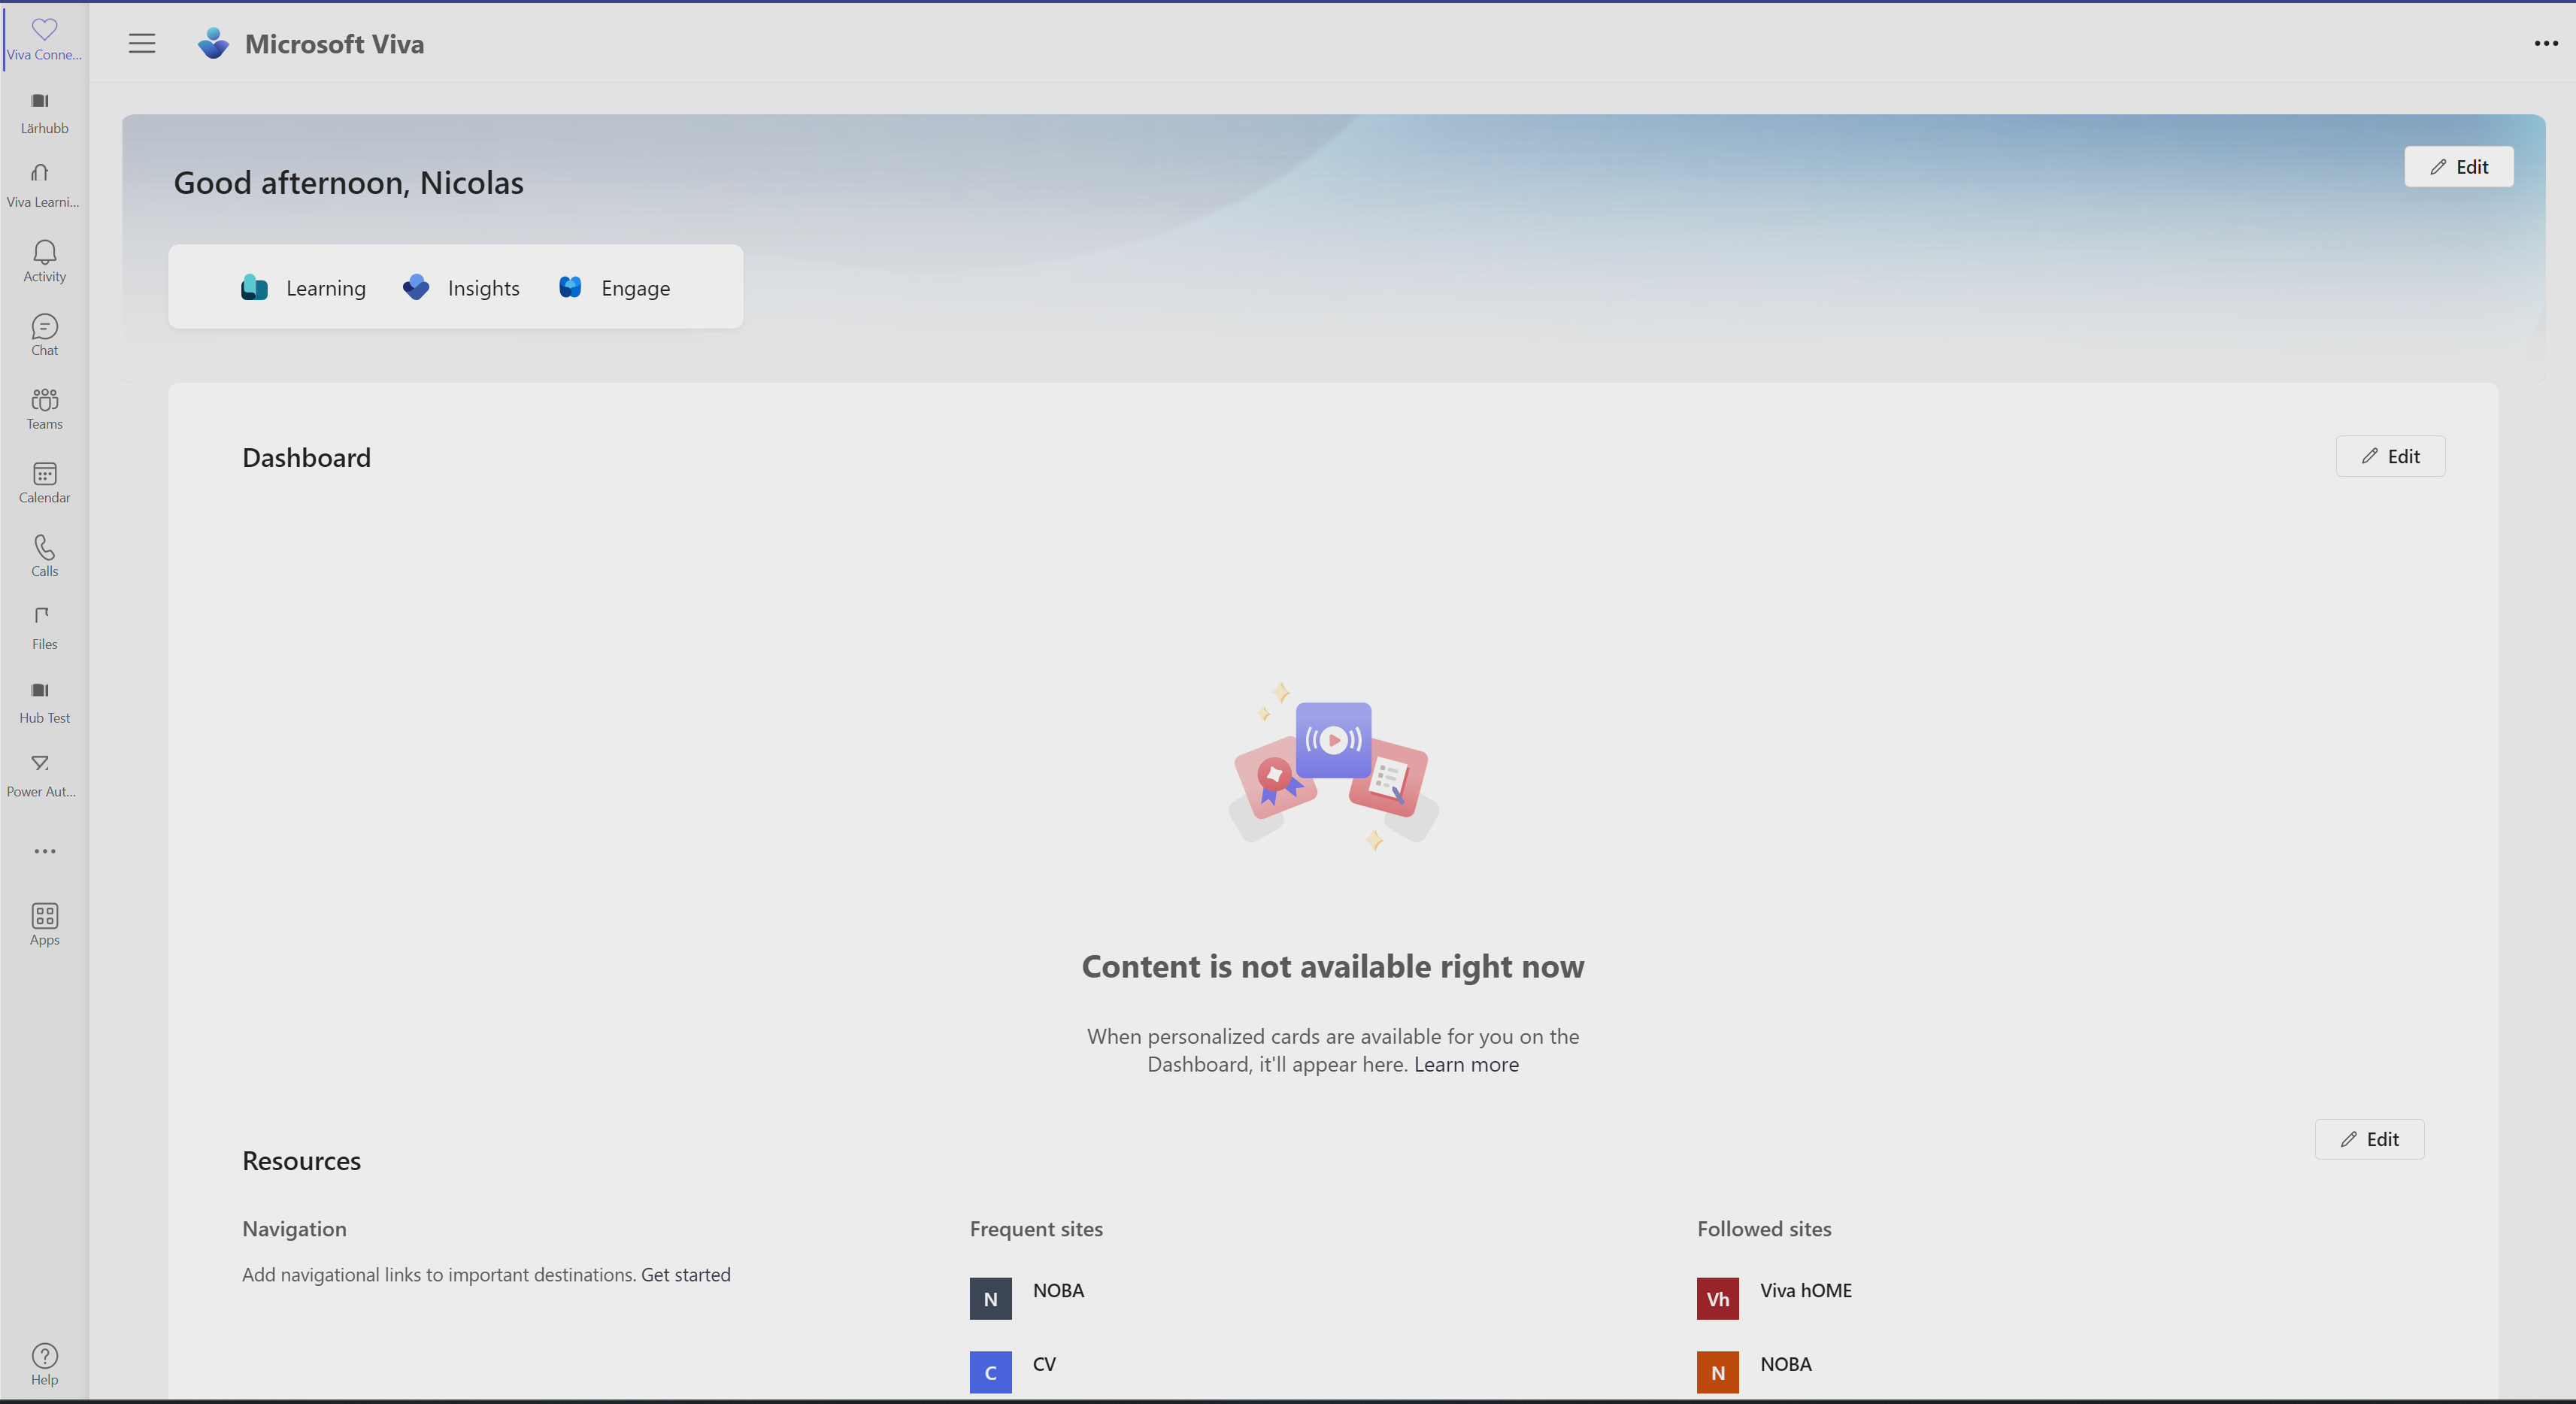 Viva Conne...
Lärhubb
Viva Learni...
Activity
Chat
Teams
Calendar
Calls
Files
Hub Test
Power Aut...
Apps
Help
Microsoft Viva
Good afternoon, Nicolas
Edit
Learning
Insights
Engage
Dashboard
Edit
Content is not available right now
When personalized cards are available for you on the
Dashboard, it'll appear here. Learn more
Resources
Edit
Navigation
Add navigational links to important destinations. Get started
Frequent sites
N NOBA
C CV
Followed sites
Vh Viva hOME
N NOBA